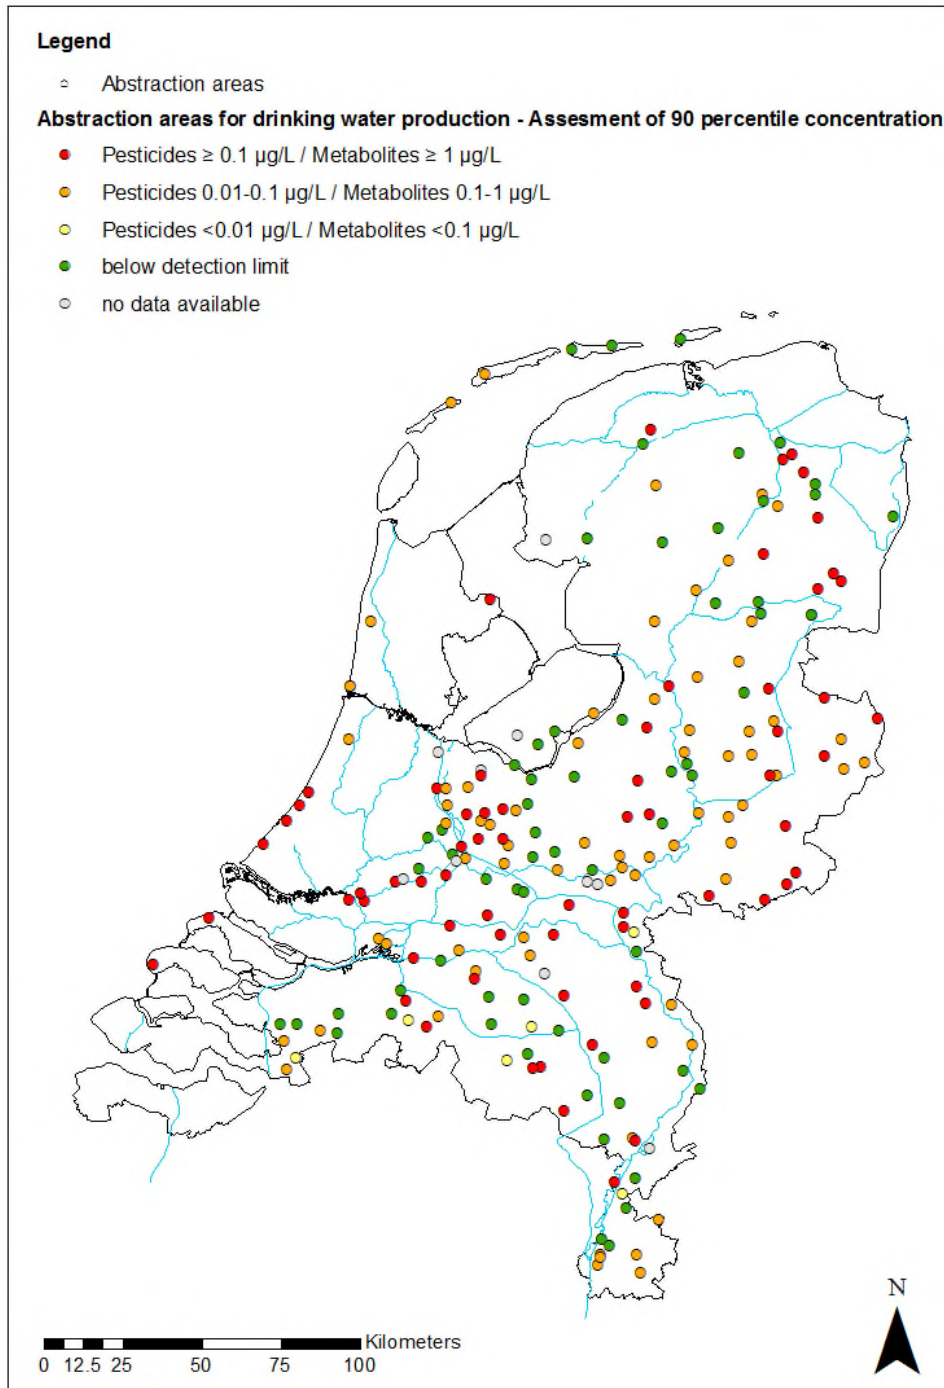 Legend
Abstraction areas
Abstraction areas for drinking water production - Assesment of 90 percentile concentration
Pesticides ≥ 0.1 µg/L / Metabolites ≥ 1 µg/L
Pesticides 0.01-0.1 µg/L / Metabolites 0.1-1 µg/L
Pesticides <0.01 µg/L / Metabolites <0.1 µg/L
below detection limit
no data available
N
Kilometers
0 12.5 25 50 75 100